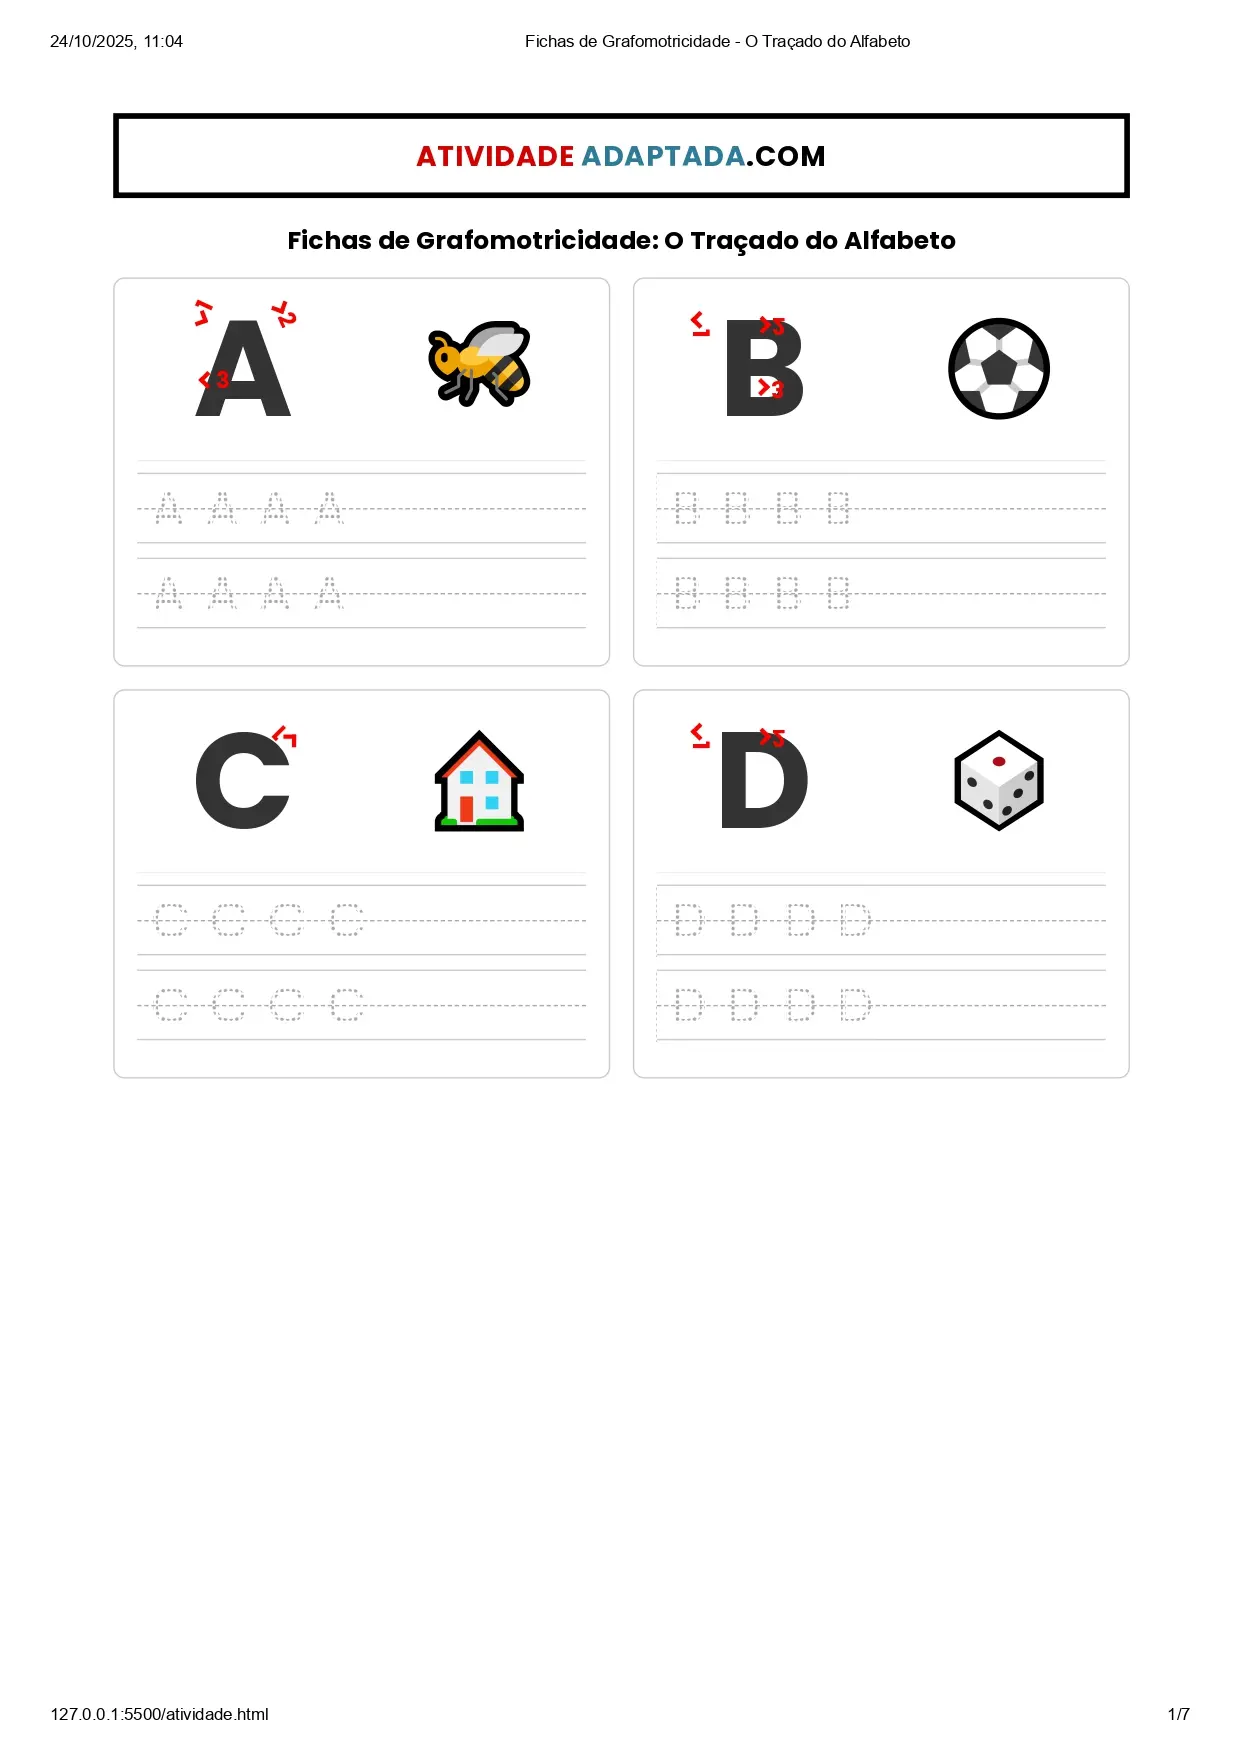 24/10/2025, 11:04 Fichas de Grafomotricidade - O Traçado do Alfabeto
ATIVIDADE ADAPTADA.COM
Fichas de Grafomotricidade: O Traçado do Alfabeto
1 2
A
3
A A A A
A A A A
1 2
B
3
B B B B
B B B B
1
C
C C C C
C C C C
1 2
D
D D D D
D D D D
127.0.0.1:5500/atividade.html 1/7